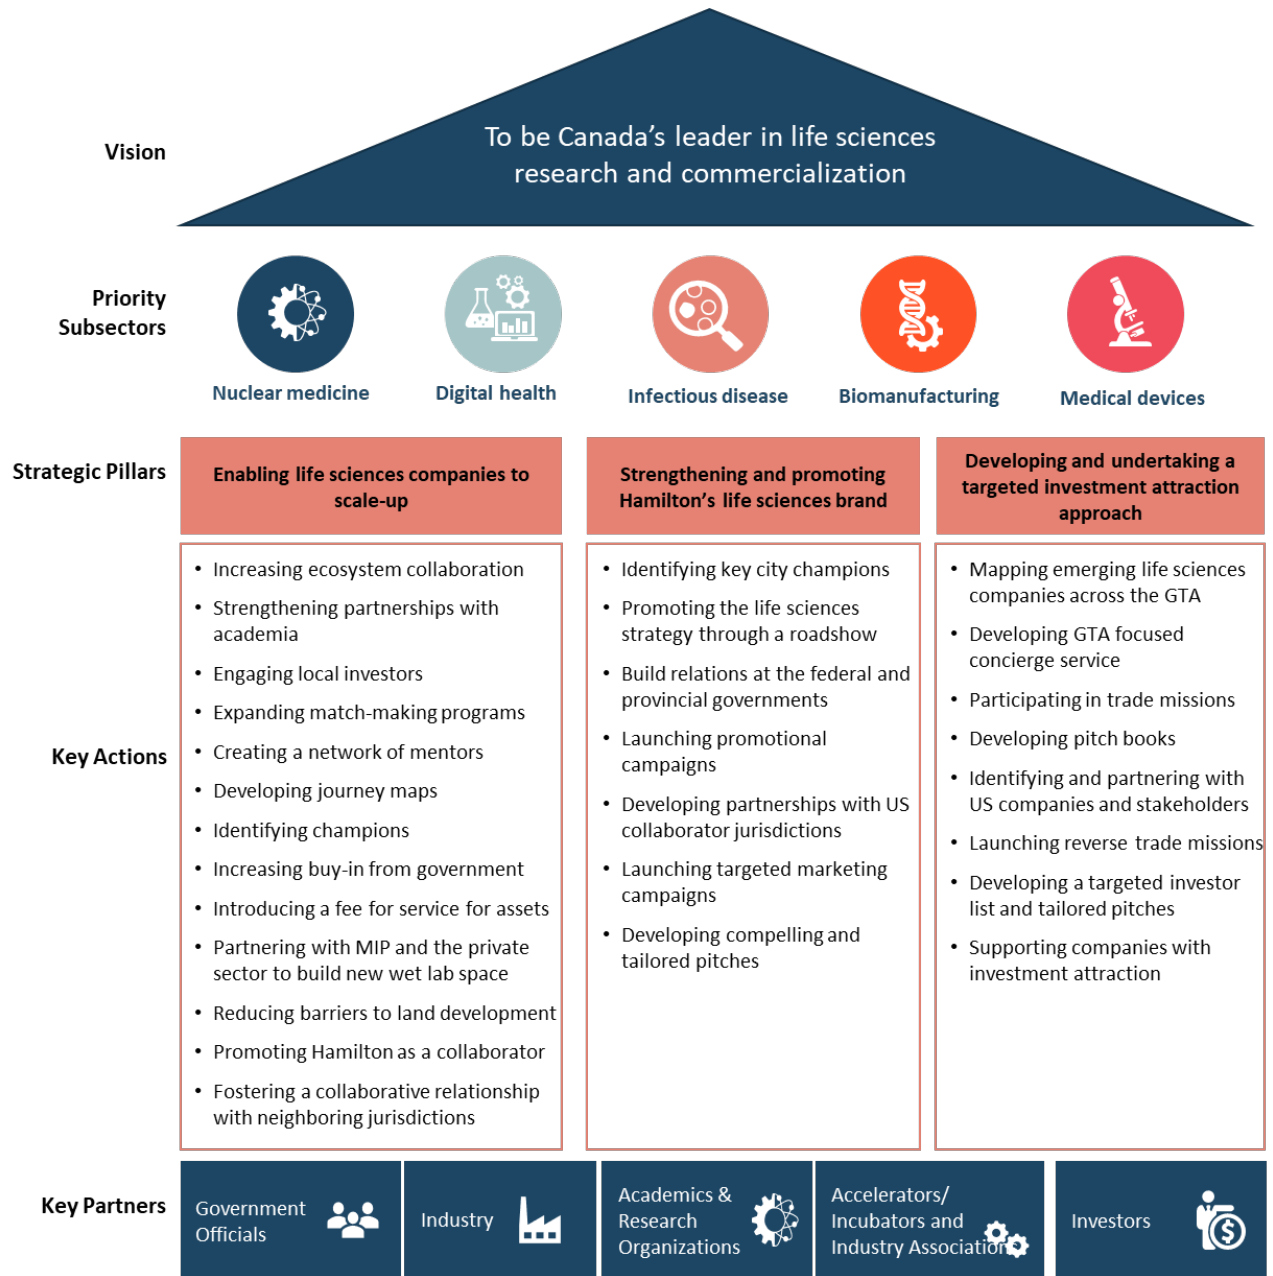 Vision
To be Canada's leader in life sciences
research and commercialization
Priority
Subsectors
Nuclear medicine
Digital health
Infectious disease
Biomanufacturing
Medical devices
Strategic Pillars
Enabling life sciences companies to
scale-up
Strengthening and promoting
Hamilton's life sciences brand
Developing and undertaking a
targeted investment attraction
approach
Key Actions
• Increasing ecosystem collaboration
• Strengthening partnerships with
academia
• Engaging local investors
• Expanding match-making programs
• Creating a network of mentors
• Developing journey maps
• Identifying champions
• Increasing buy-in from government
• Introducing a fee for service for assets
• Partnering with MIP and the private
sector to build new wet lab space
• Reducing barriers to land development
• Promoting Hamilton as a collaborator
• Fostering a collaborative relationship
with neighboring jurisdictions
• Identifying key city champions
• Promoting the life sciences
strategy through a roadshow
• Build relations at the federal and
provincial governments
• Launching promotional
campaigns
• Developing partnerships with US
collaborator jurisdictions
• Launching targeted marketing
campaigns
• Developing compelling and
tailored pitches
• Mapping emerging life sciences
companies across the GTA
• Developing GTA focused
concierge service
• Participating in trade missions
• Developing pitch books
• Identifying and partnering with
US companies and stakeholders
• Launching reverse trade missions
• Developing a targeted investor
list and tailored pitches
• Supporting companies with
investment attraction
Key Partners
Government
Officials
Industry
Academics &
Research
Organizations
Accelerators/
Incubators and
Industry Association
Investors
$